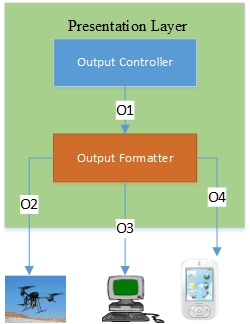 Presentation Layer
Output Controller
O1
Output Formatter
O2
O3
O4